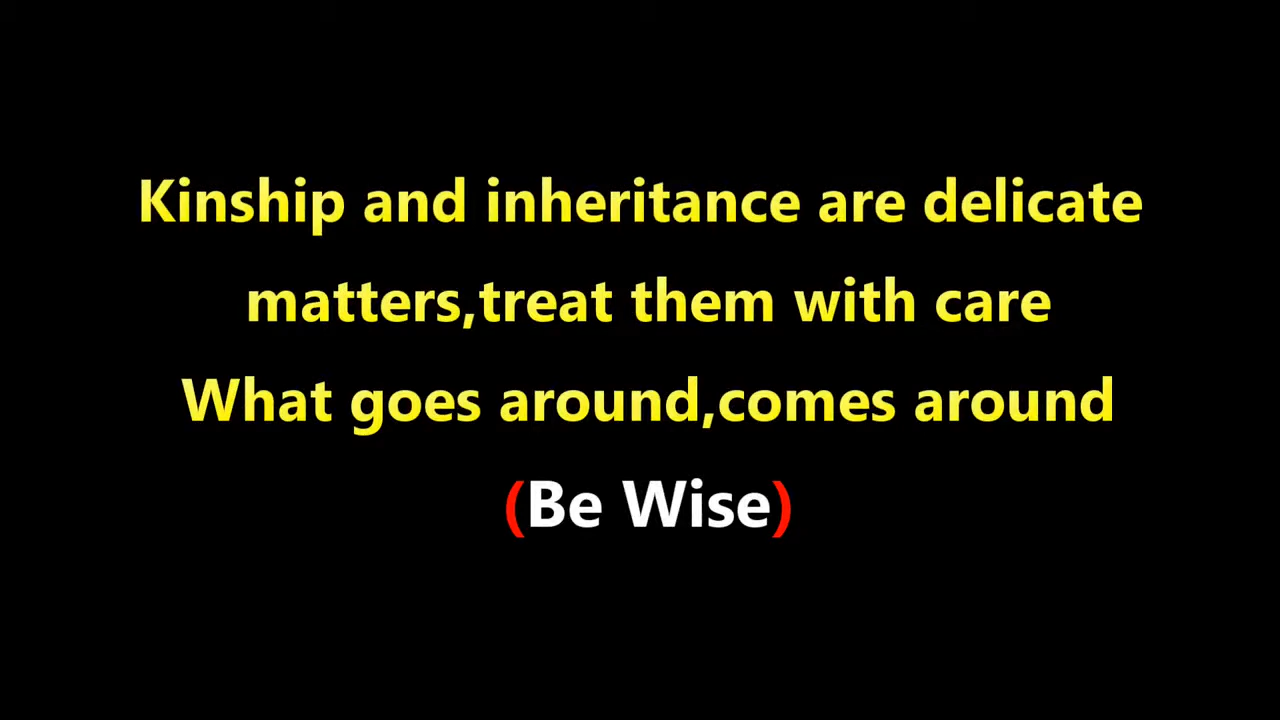 Kinship and inheritance are delicate
matters,treat them with care
What goes around,comes around
(Be Wise)